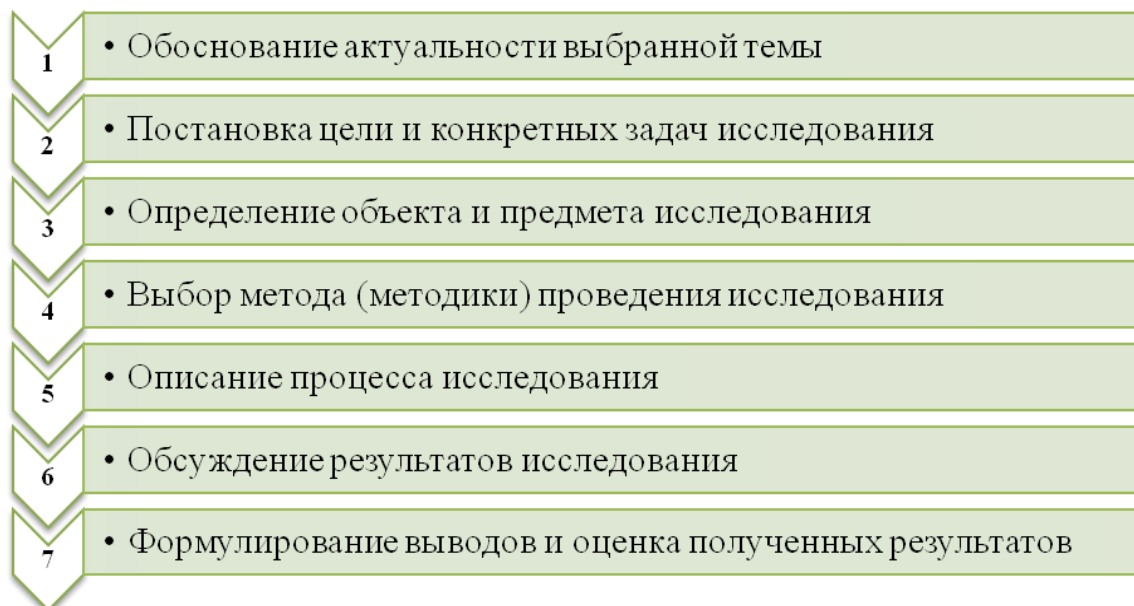 1 • Обоснование актуальности выбранной темы
2 • Постановка цели и конкретных задач исследования
3 • Определение объекта и предмета исследования
4 • Выбор метода (методики) проведения исследования
5 • Описание процесса исследования
6 • Обсуждение результатов исследования
7 • Формулирование выводов и оценка полученных результатов